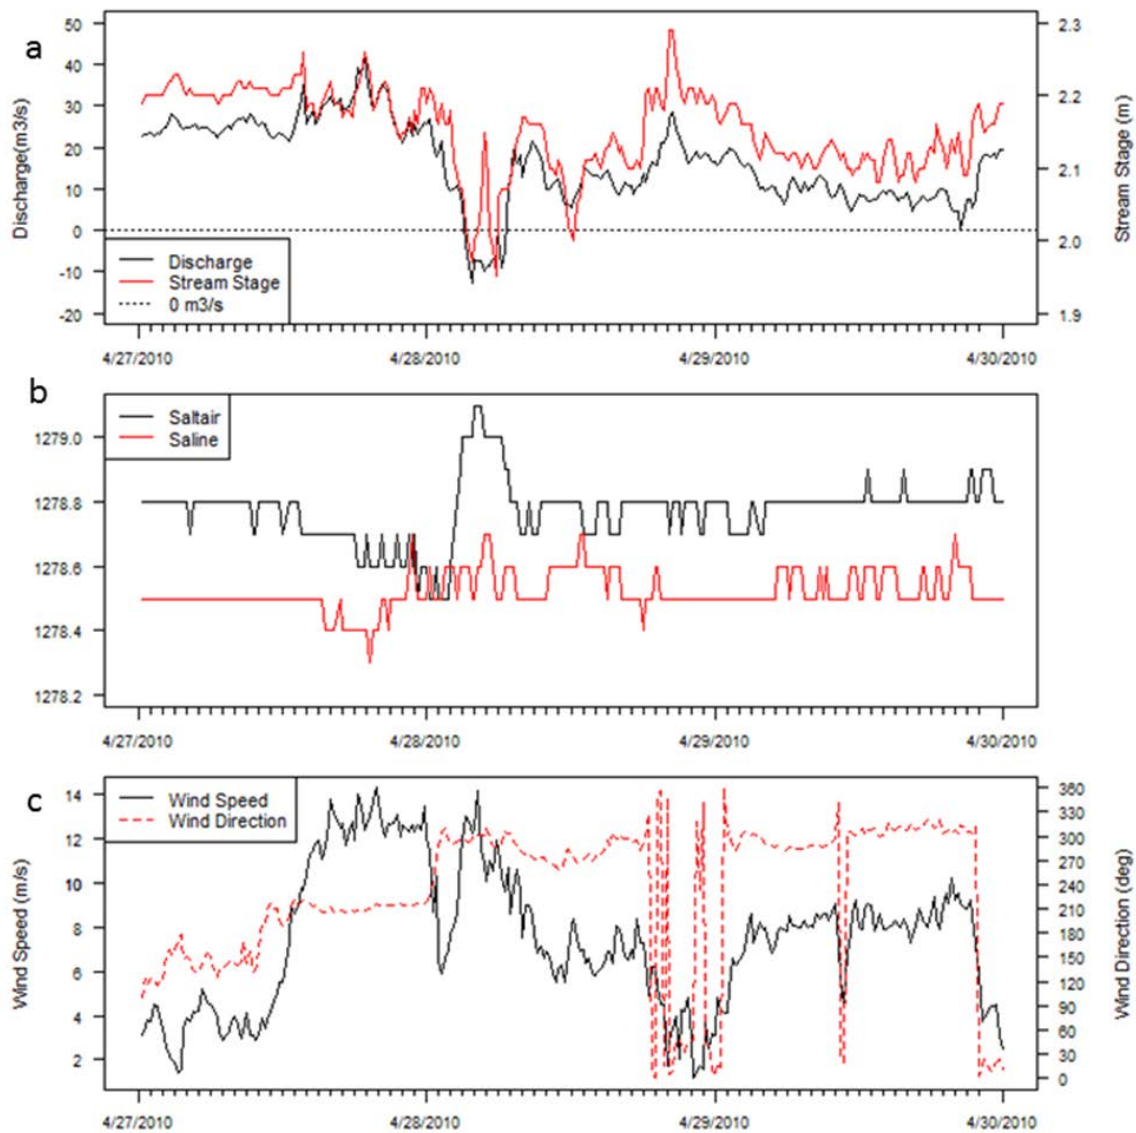 a
50
40
30
20
10
0
-10
-20
Discharge(m3/s)
2.3
2.2
2.1
2.0
1.9
Stream Stage (m)
Discharge
Stream Stage
0 m3/s
4/27/2010 4/28/2010 4/29/2010 4/30/2010
b
1279.0
1278.8
1278.6
1278.4
1278.2
Saltair
Saline
4/27/2010 4/28/2010 4/29/2010 4/30/2010
c
14
12
10
8
6
4
2
Wind Speed (m/s)
360
330
300
270
240
210
180
150
120
90
60
30
0
Wind Direction (deg)
Wind Speed
Wind Direction
4/27/2010 4/28/2010 4/29/2010 4/30/2010